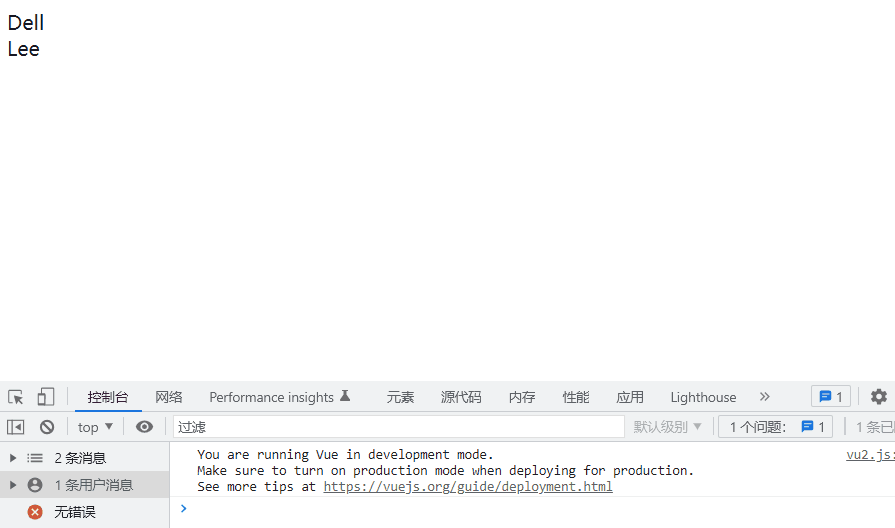 Dell
Lee
控制台 网络 Performance insights 元素 源代码 内存 性能 应用 Lighthouse 1
top 过滤 默认级别 1 个问题： 1 1 条已
2 条消息
1 条用户消息
无错误
You are running Vue in development mode. vu2.js:
Make sure to turn on production mode when deploying for production.
See more tips at https://vuejs.org/guide/deployment.html